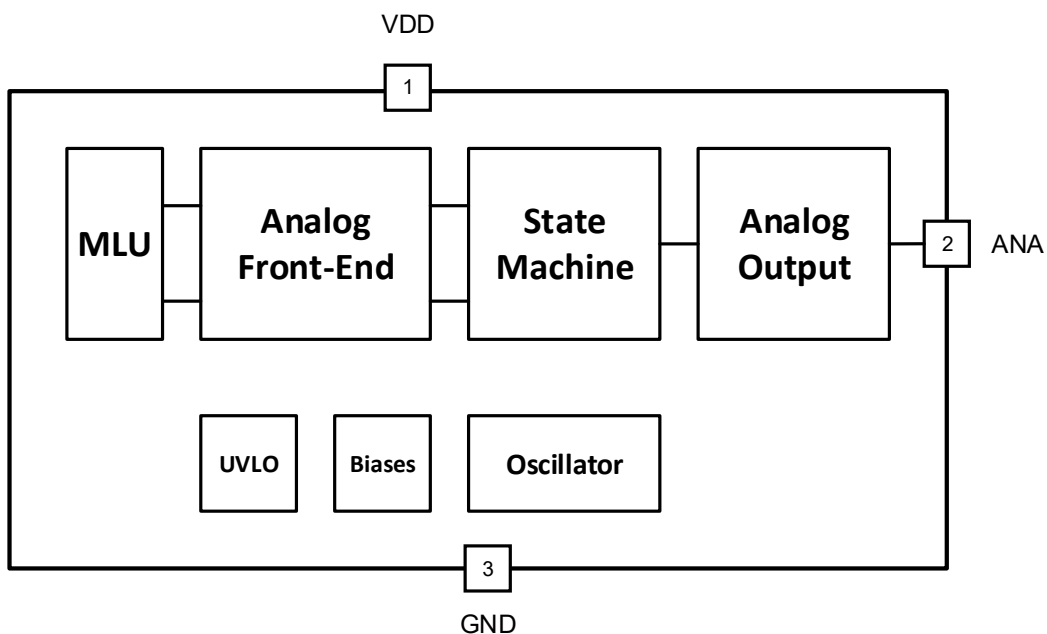 VDD
1
MLU
Analog
Front-End
State
Machine
Analog
Output
2
ANA
UVLO
Biases
Oscillator
3
GND